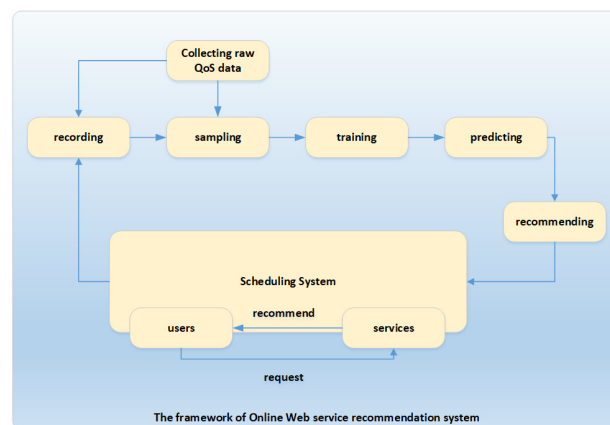 Collecting raw
QoS data
recording
sampling
training
predicting
recommending
Scheduling System
recommend
users
services
request
The framework of Online Web service recommendation system